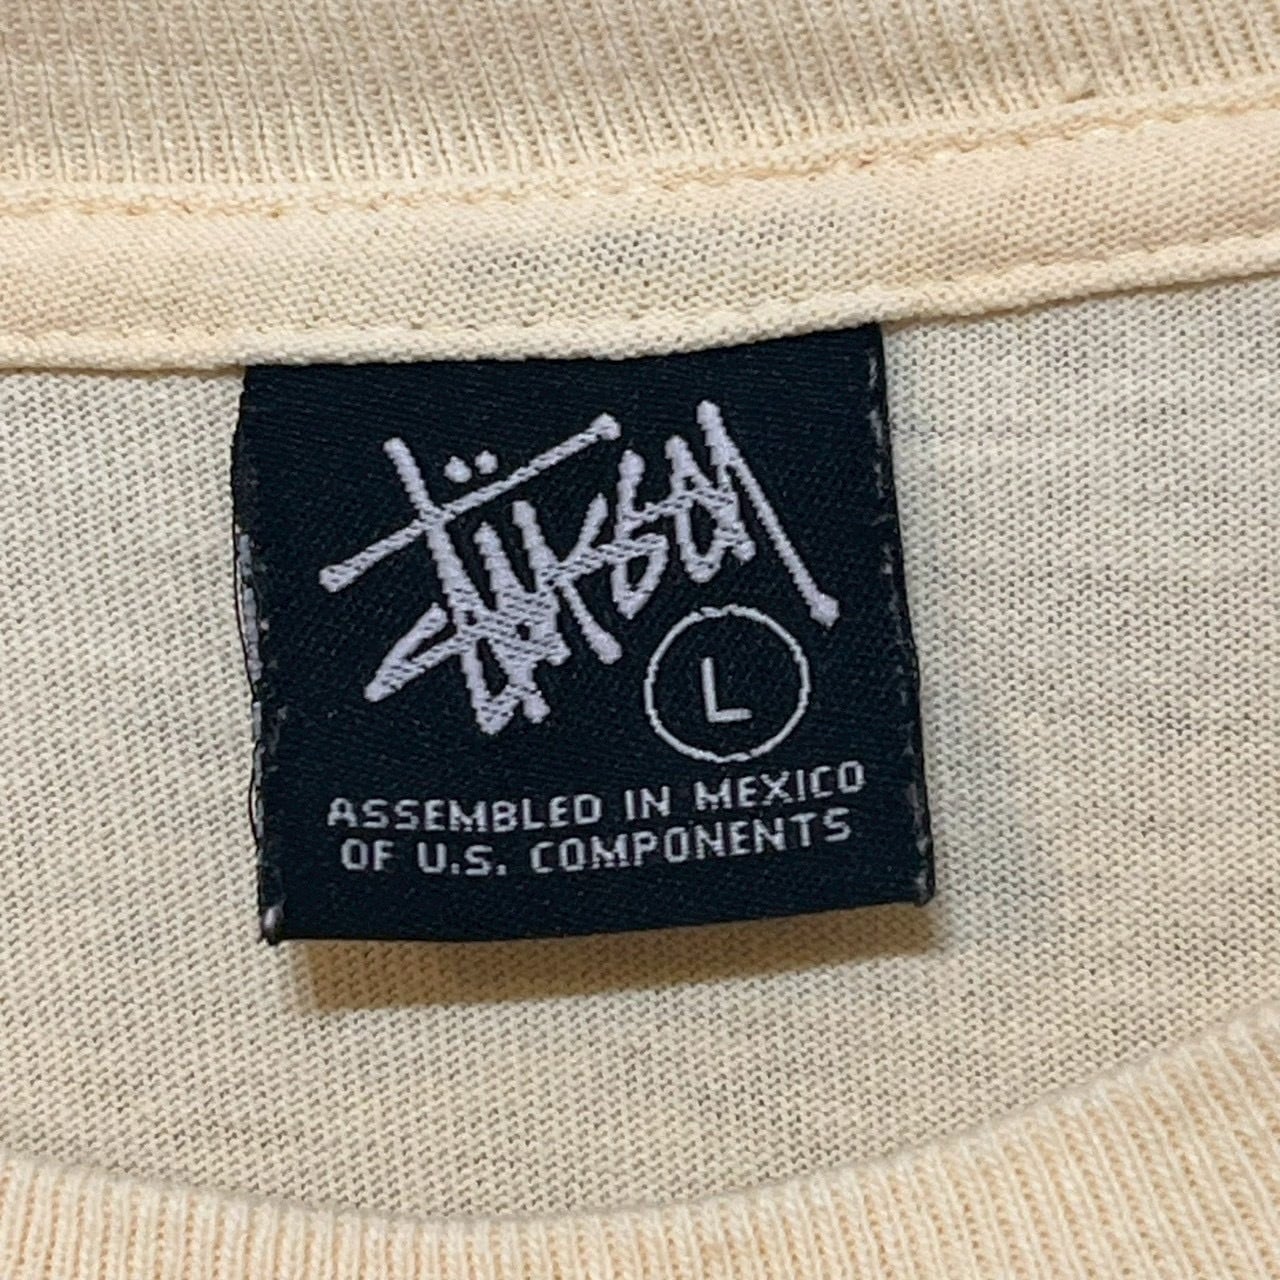 Stüssy
L
ASSEMBLED IN MEXICO
OF U.S. COMPONENTS